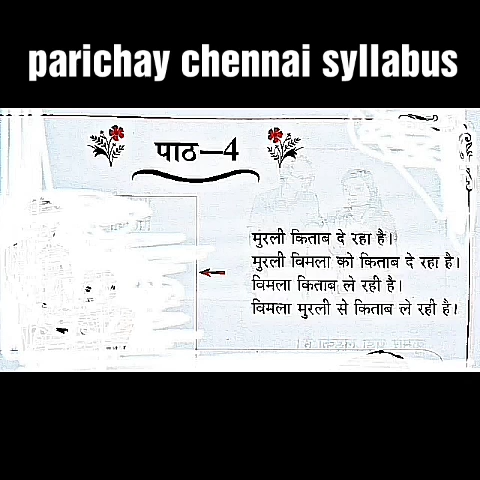 parichay chennai syllabus
पाठ—4
मुरली किताब दे रहा है।
मुरली विमला को किताब दे रहा है।
विमला किताब ले रही है।
विमला मुरली से किताब ले रही है।